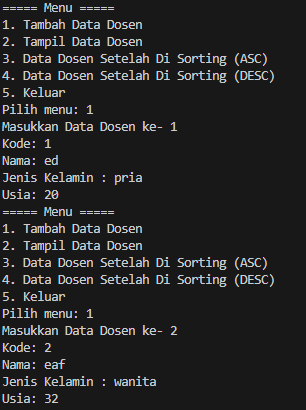 ===== Menu =====
1. Tambah Data Dosen
2. Tampil Data Dosen
3. Data Dosen Setelah Di Sorting (ASC)
4. Data Dosen Setelah Di Sorting (DESC)
5. Keluar
Pilih menu: 1
Masukkan Data Dosen ke- 1
Kode: 1
Nama: ed
Jenis Kelamin : pria
Usia: 20
===== Menu =====
1. Tambah Data Dosen
2. Tampil Data Dosen
3. Data Dosen Setelah Di Sorting (ASC)
4. Data Dosen Setelah Di Sorting (DESC)
5. Keluar
Pilih menu: 1
Masukkan Data Dosen ke- 2
Kode: 2
Nama: eaf
Jenis Kelamin : wanita
Usia: 32